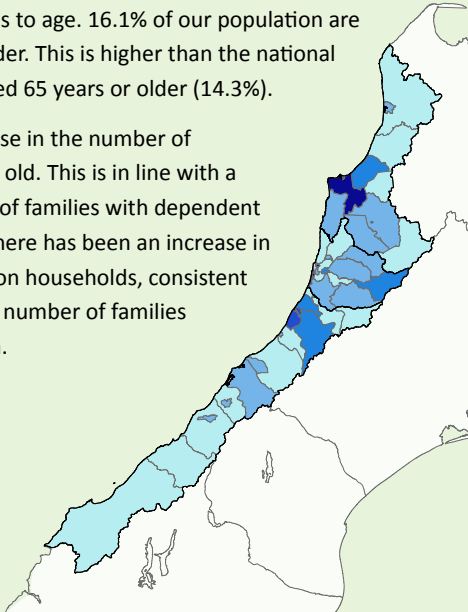 s to age. 16.1% of our population are
der. This is higher than the national
ed 65 years or older (14.3%).
se in the number of
old. This is in line with a
of families with dependent
here has been an increase in
on households, consistent
number of families